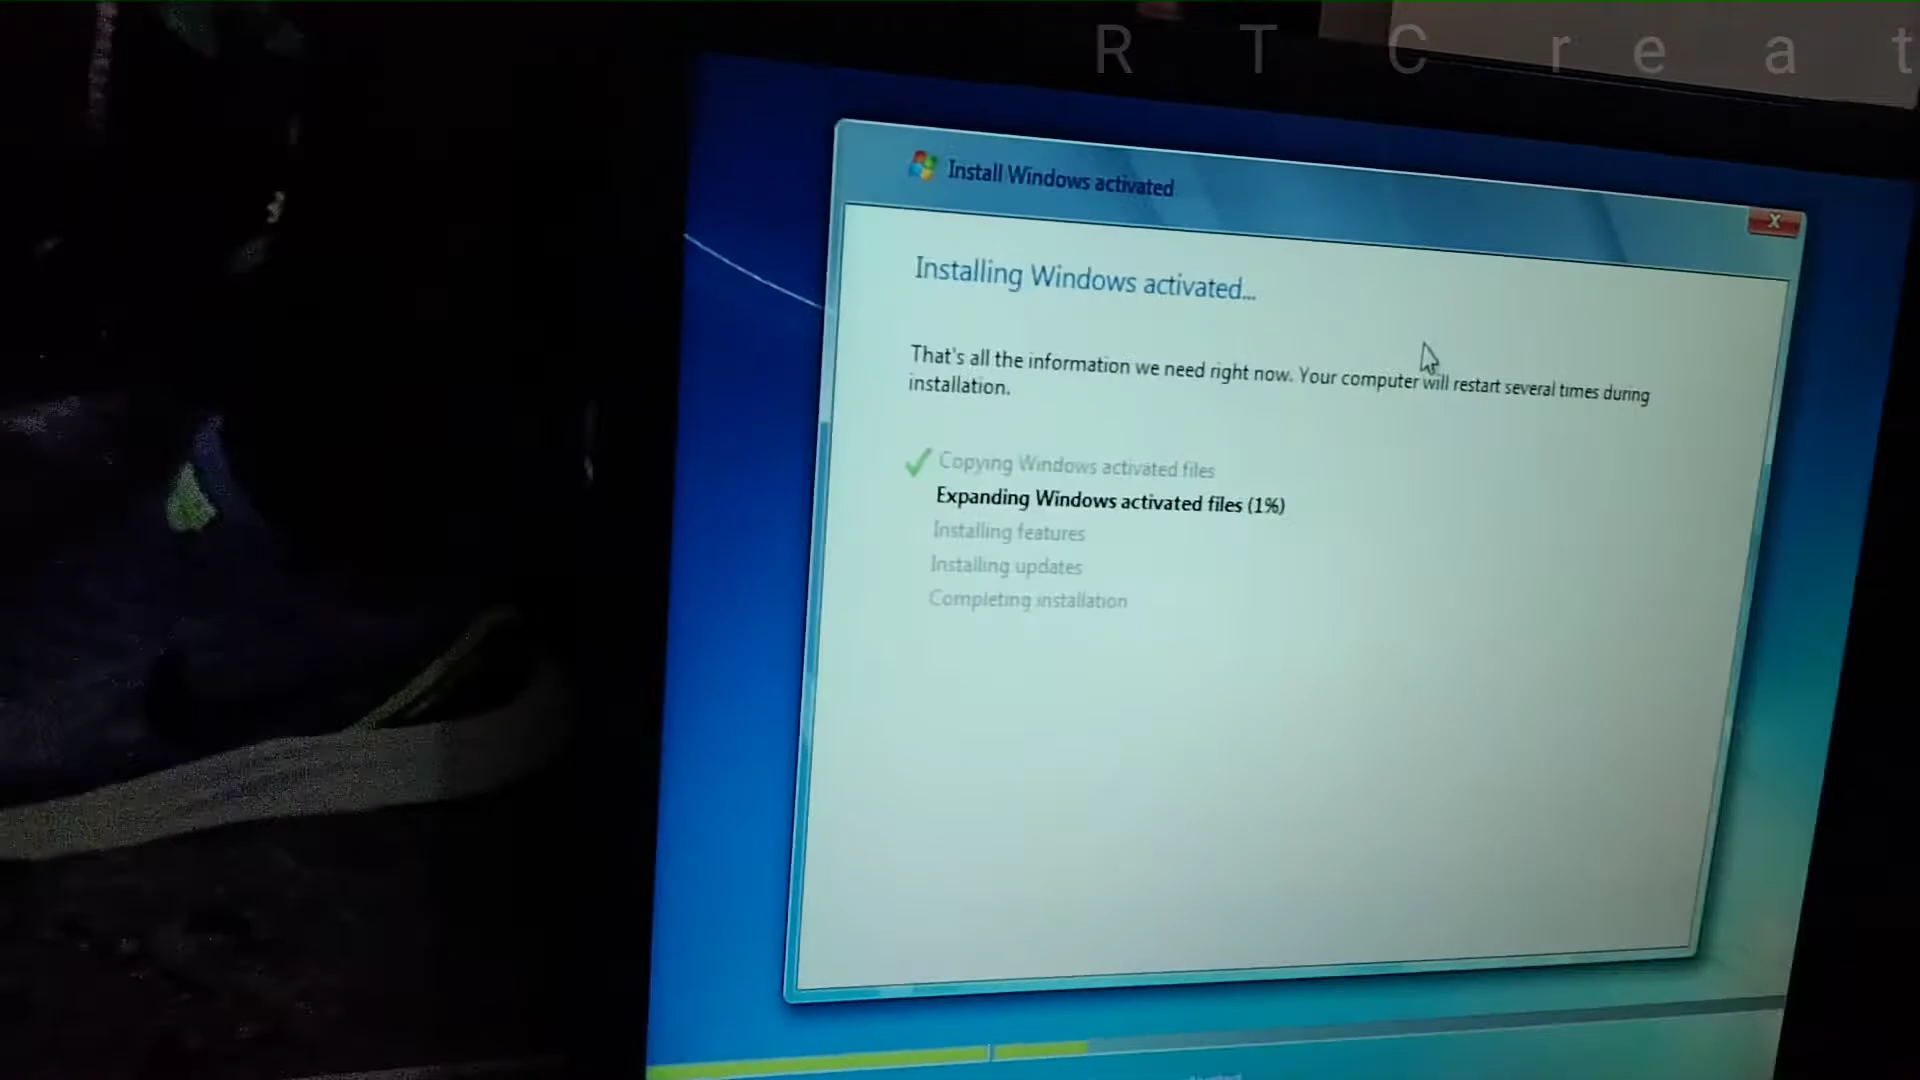 R T C r e a t
Install Windows activated
Installing Windows activated...
That's all the information we need right now. Your computer will restart several times during
installation.
Copying Windows activated files
Expanding Windows activated files (1%)
Installing features
Installing updates
Completing installation